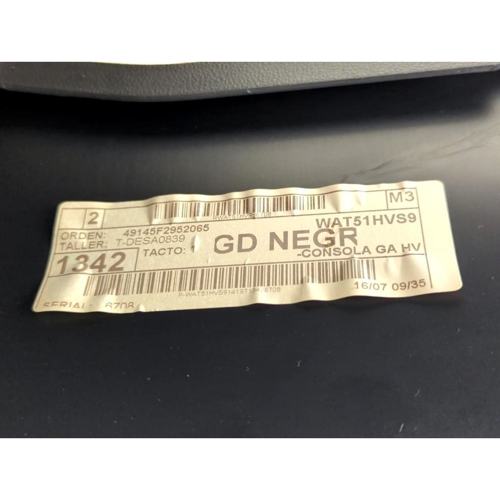 2
M3
ORDEN: 49145F2952065
WAT51HVS9
TALLER: T-DESA0839
1342 TACTO: GD NEGR -CONSOLA GA HV
SERIAL: 6708
16/07 09/35